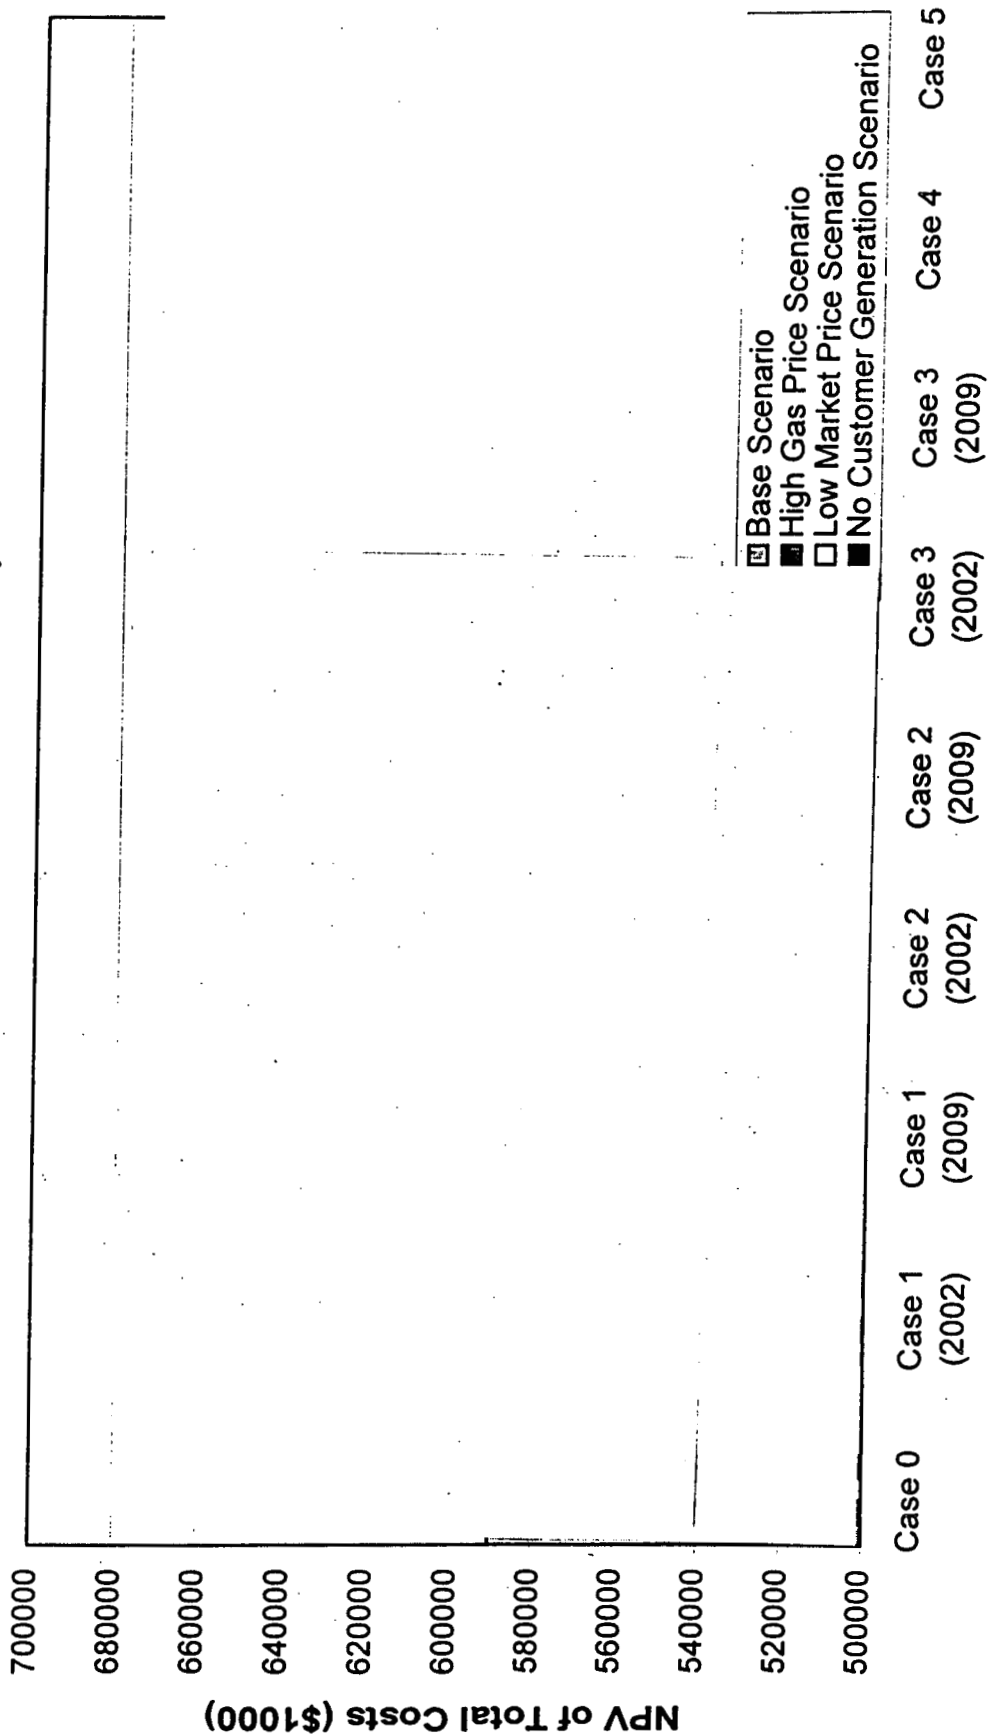 NPV of Total Costs ($1000)
700000
680000
660000
640000
620000
600000
580000
560000
540000
520000
500000
Case 0
Case 1
(2002)
Case 1
(2009)
Case 2
(2002)
Case 2
(2009)
Case 3
(2002)
Case 3
(2009)
Case 4
Case 5
Base Scenario
High Gas Price Scenario
Low Market Price Scenario
No Customer Generation Scenario